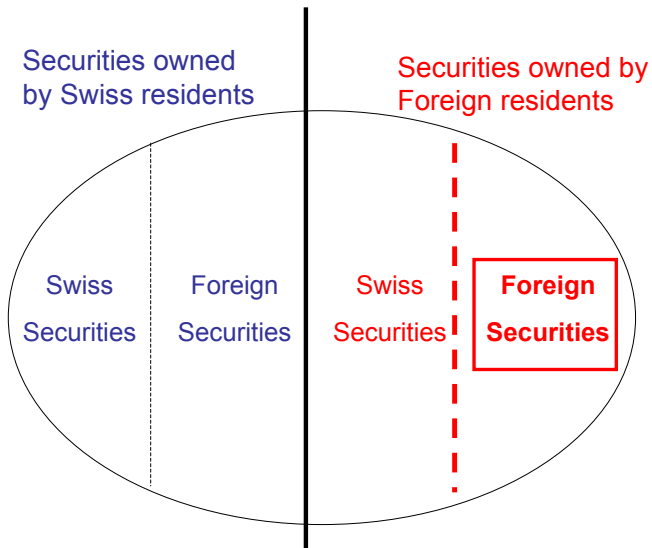 Securities owned
by Swiss residents
Securities owned by
Foreign residents
Swiss
Securities
Foreign
Securities
Swiss
Securities
Foreign
Securities